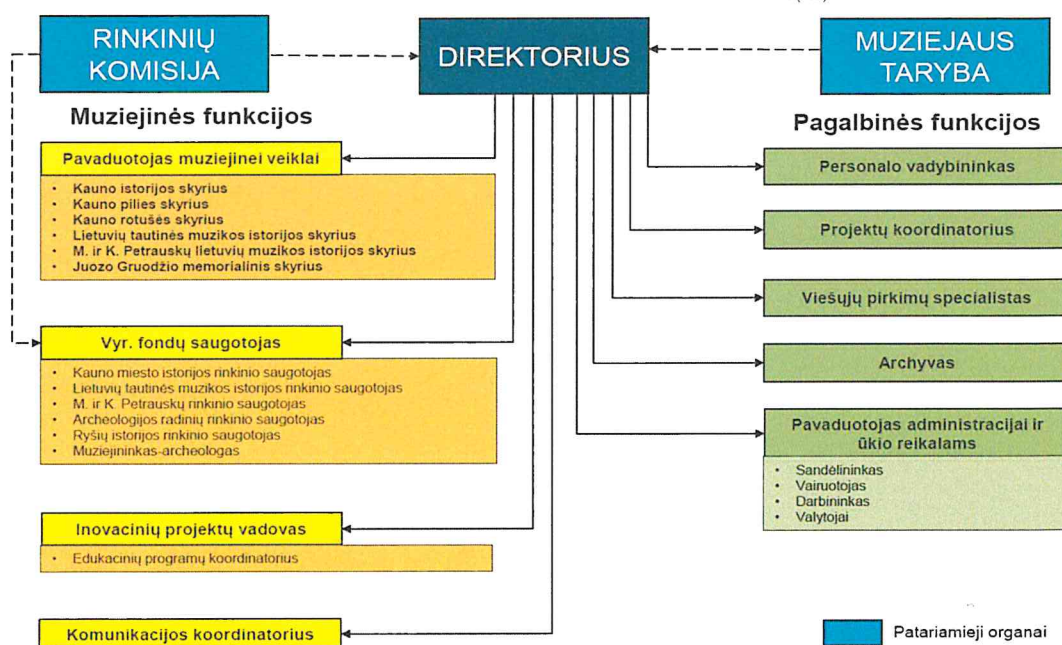 RINKINIŲ
KOMISIJA
DIREKTORIUS
MUZIEJAUS
TARYBA
Muziejinės funkcijos
Pavaduotojas muziejinei veiklai
• Kauno istorijos skyrius
• Kauno pilies skyrius
• Kauno rotušės skyrius
• Lietuvių tautinės muzikos istorijos skyrius
• M. ir K. Petrauskų lietuvių muzikos istorijos skyrius
• Juozo Gruodžio memorialinis skyrius
Vyr. fondų saugotojas
• Kauno miesto istorijos rinkinio saugotojas
• Lietuvių tautinės muzikos istorijos rinkinio saugotojas
• M. ir K. Petrauskų rinkinio saugotojas
• Archeologijos radinių rinkinio saugotojas
• Ryšių istorijos rinkinio saugotojas
• Muziejininkas-archeologas
Inovacinių projektų vadovas
• Edukacinių programų koordinatorius
Komunikacijos koordinatorius
Pagalbinės funkcijos
Personalo vadybininkas
Projektų koordinatorius
Viešųjų pirkimų specialistas
Archyvas
Pavaduotojas administracijai ir
ūkio reikalams
• Sandėlininkas
• Vairuotojas
• Darbininkas
• Valytojai
Patariamieji organai